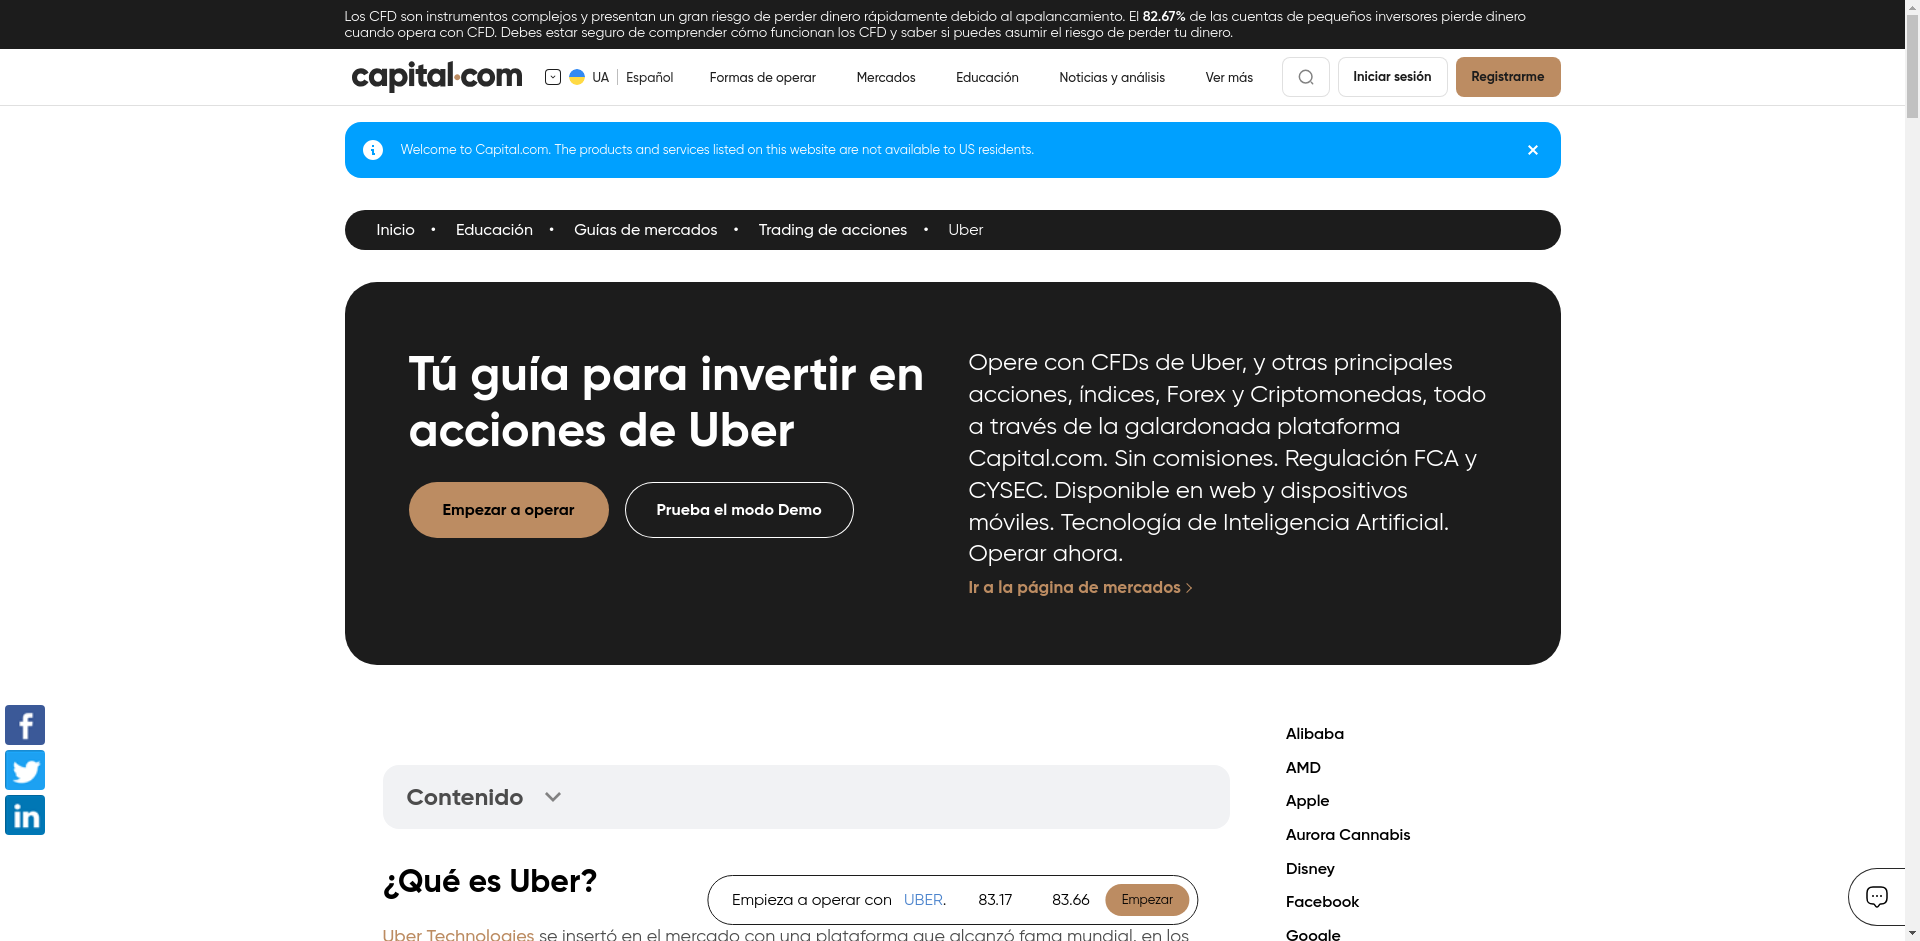 Los CFD son instrumentos complejos y presentan un gran riesgo de perder dinero rápidamente debido al apalancamiento. El 82.67% de las cuentas de pequeños inversores pierde dinero
cuando opera con CFD. Debes estar seguro de comprender cómo funcionan los CFD y saber si puedes asumir el riesgo de perder tu dinero.
capital.com
UA
Español
Formas de operar
Mercados
Educación
Noticias y análisis
Ver más
Iniciar sesión
Registrarme
Welcome to Capital.com. The products and services listed on this website are not available to US residents.
Inicio • Educación • Guías de mercados • Trading de acciones • Uber
Tú guía para invertir en
acciones de Uber
Empezar a operar
Prueba el modo Demo
Opere con CFDs de Uber, y otras principales
acciones, índices, Forex y Criptomonedas, todo
a través de la galardonada plataforma
Capital.com. Sin comisiones. Regulación FCA y
CYSEC. Disponible en web y dispositivos
móviles. Tecnología de Inteligencia Artificial.
Operar ahora.
Ir a la página de mercados
Contenido
¿Qué es Uber?
Uber Technologies se insertó en el mercado con una plataforma que alcanzó fama mundial, en los
Empieza a operar con UBER. 83.17 83.66 Empezar
Alibaba
AMD
Apple
Aurora Cannabis
Disney
Facebook
Google